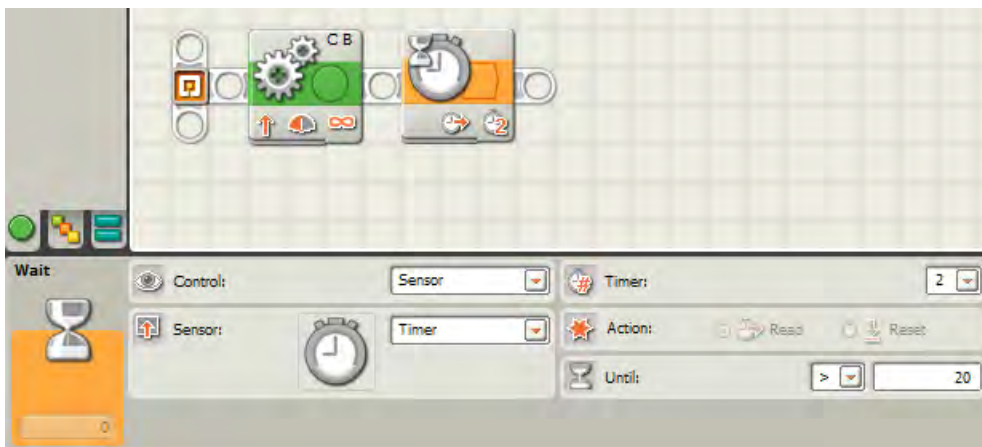 C B
2
Wait
Control:
Sensor
Timer:
2
Sensor:
Timer
Action:
Read
Reset
Until:
>
20
0